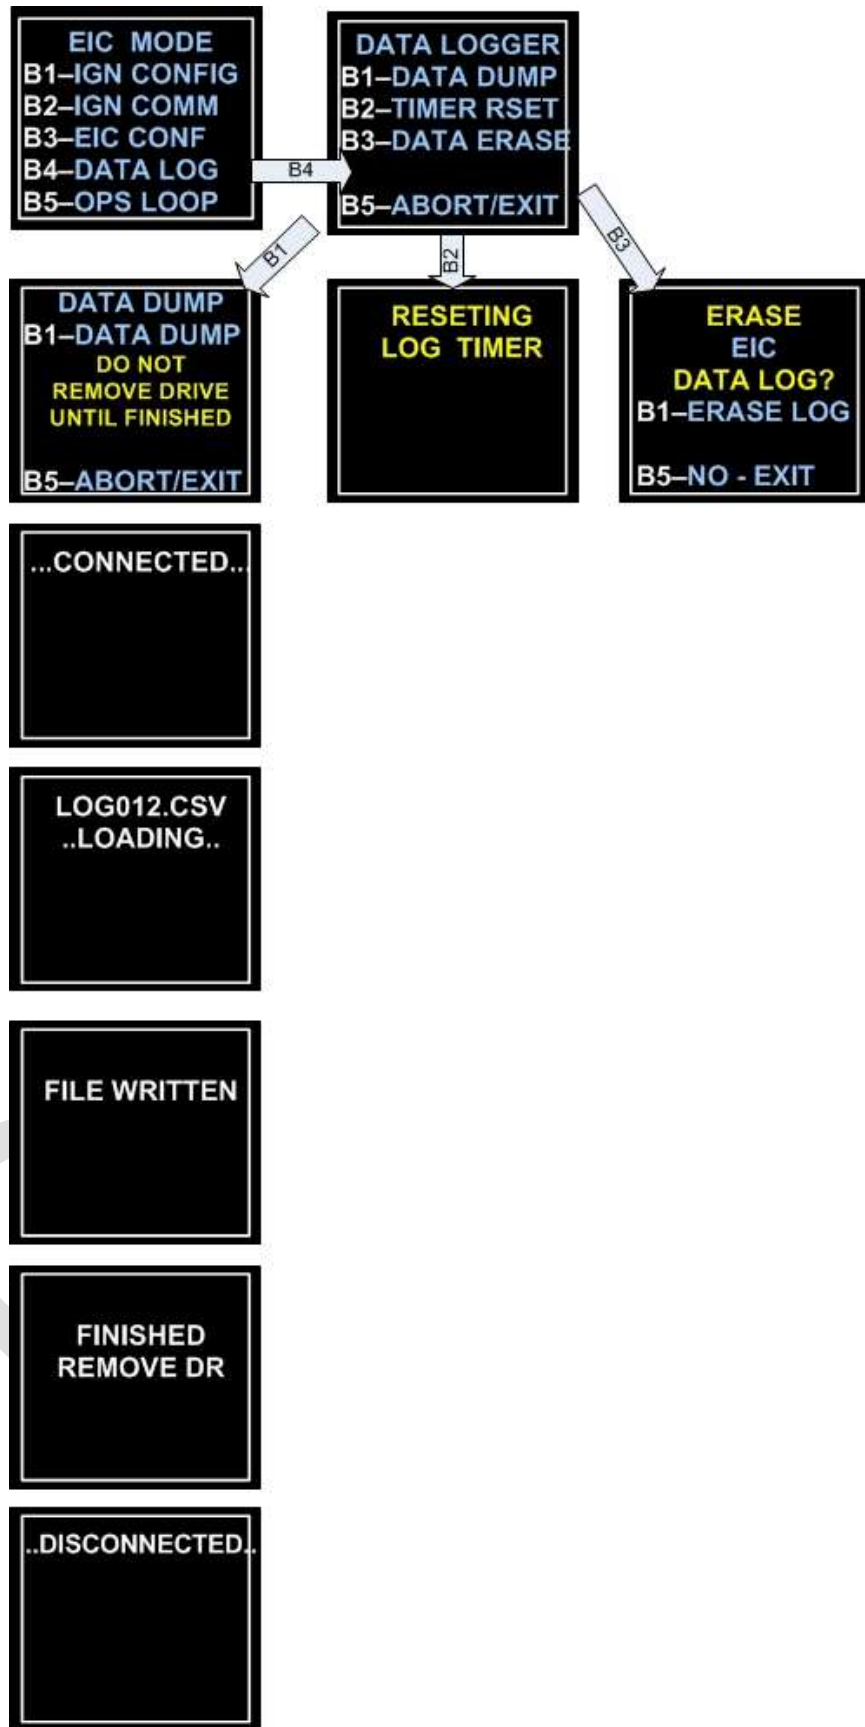 EIC MODE
B1–IGN CONFIG
B2–IGN COMM
B3–EIC CONF
B4–DATA LOG
B5–OPS LOOP
B4
DATA LOGGER
B1–DATA DUMP
B2–TIMER RSET
B3–DATA ERASE
B5–ABORT/EXIT
B1
B2
B3
DATA DUMP
B1–DATA DUMP
DO NOT
REMOVE DRIVE
UNTIL FINISHED
B5–ABORT/EXIT
RESETING
LOG TIMER
ERASE
EIC
DATA LOG?
B1–ERASE LOG
B5–NO - EXIT
...CONNECTED...
LOG012.CSV
..LOADING..
FILE WRITTEN
FINISHED
REMOVE DR
..DISCONNECTED..